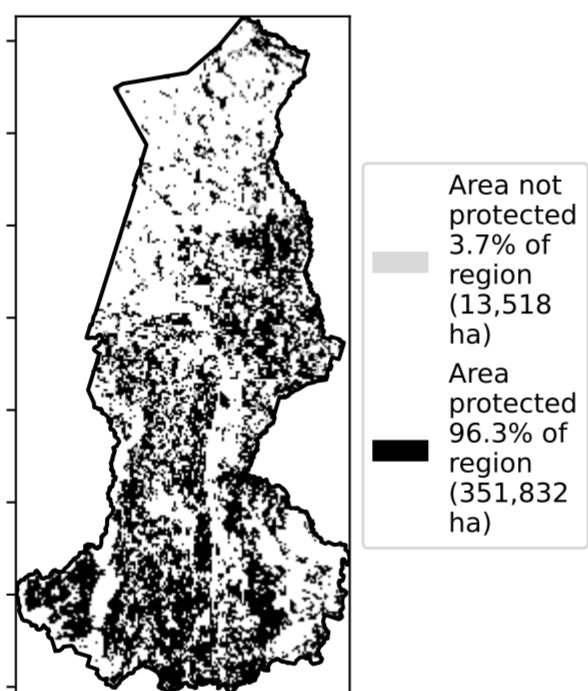 Area not
protected
3.7% of
region
(13,518
ha)
Area
protected
96.3% of
region
(351,832
ha)